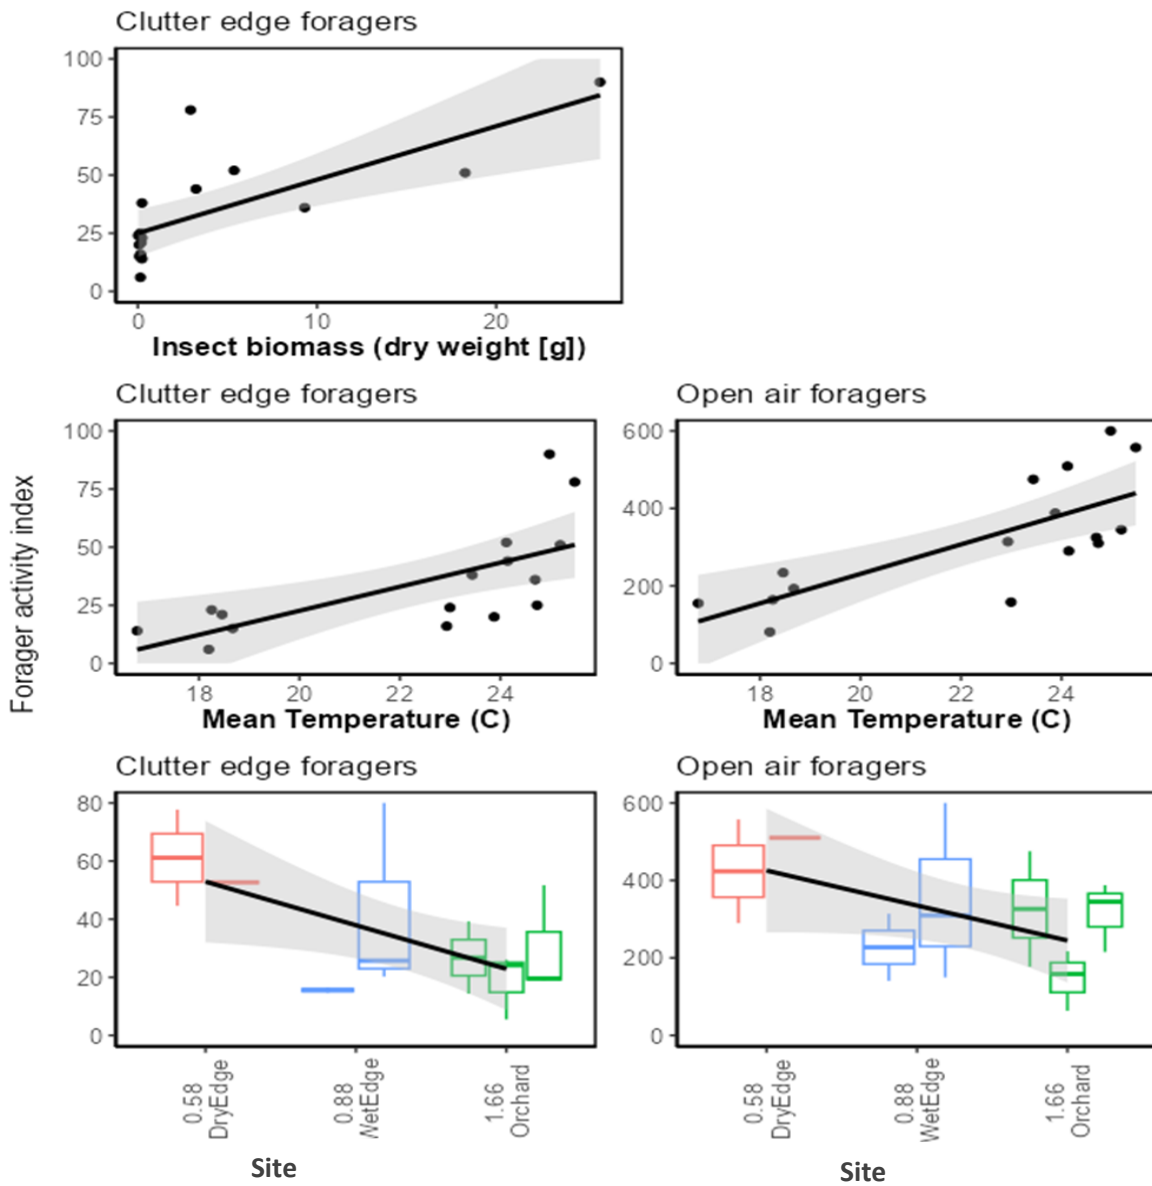 Clutter edge foragers
100
75
50
25
0
0 10 20
Insect biomass (dry weight [g])
Clutter edge foragers
100
75
50
25
0
18 20 22 24
Mean Temperature (C)
Open air foragers
600
400
200
0
18 20 22 24
Mean Temperature (C)
Forager activity index
Clutter edge foragers
80
60
40
20
0
0.58
DryEdge
0.88
WetEdge
1.66
Orchard
Site
Open air foragers
600
400
200
0
0.58
DryEdge
0.88
WetEdge
1.66
Orchard
Site